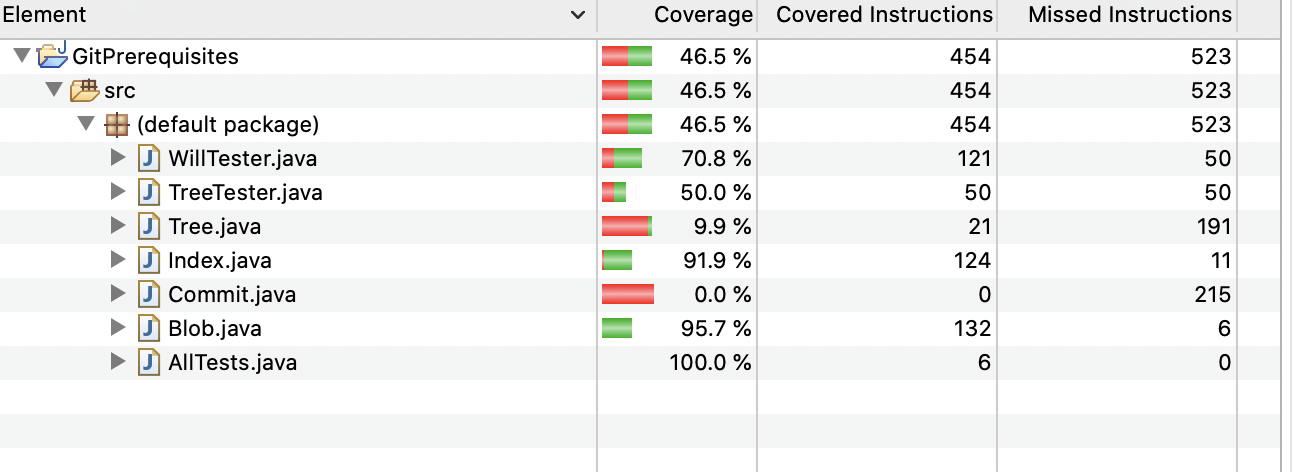 Element Coverage Covered Instructions Missed Instructions
GitPrerequisites 46.5 % 454 523
src 46.5 % 454 523
(default package) 46.5 % 454 523
WillTester.java 70.8 % 121 50
TreeTester.java 50.0 % 50 50
Tree.java 9.9 % 21 191
Index.java 91.9 % 124 11
Commit.java 0.0 % 0 215
Blob.java 95.7 % 132 6
AllTests.java 100.0 % 6 0